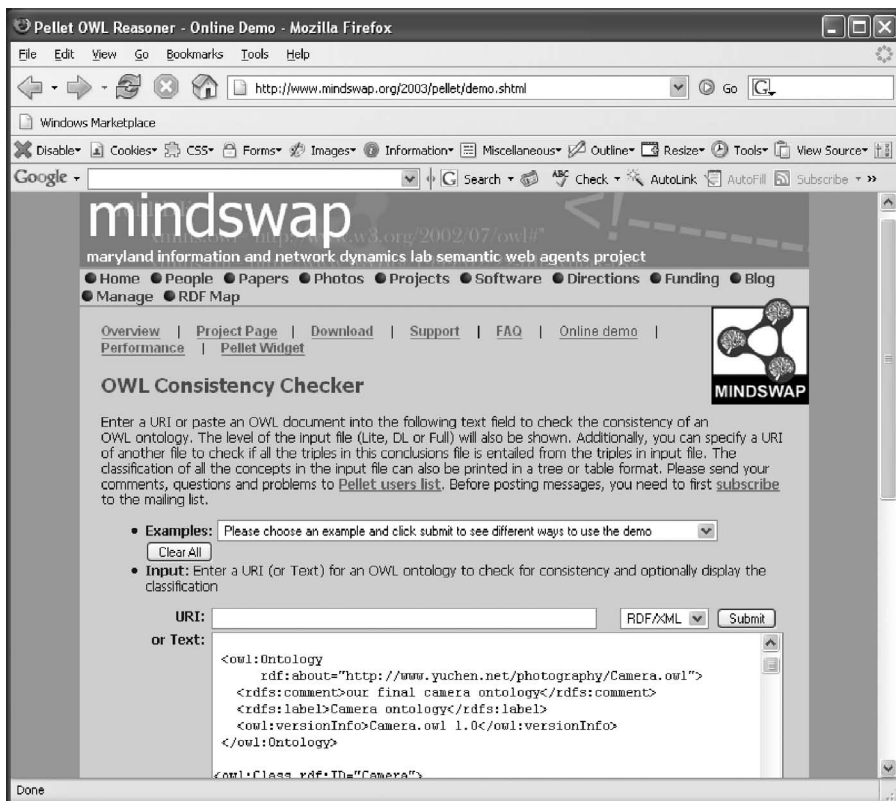 Pellet OWL Reasoner - Online Demo - Mozilla Firefox
File Edit View Go Bookmarks Tools Help
http://www.mindswap.org/2003/pellet/demo.shtml Go G
Windows Marketplace
Disable Cookies CSS Forms Images Information Miscellaneous Outline Resize Tools View Source
Google G Search ABC Check AutoLink AutoFill Subscribe »
mindswap
w3.org/2002/07/owl#" <!
maryland information and network dynamics lab semantic web agents project
Home People Papers Photos Projects Software Directions Funding Blog
Manage RDF Map
Overview | Project Page | Download | Support | FAQ | Online demo |
Performance | Pellet Widget
MINDSWAP
OWL Consistency Checker
Enter a URI or paste an OWL document into the following text field to check the consistency of an
OWL ontology. The level of the input file (Lite, DL or Full) will also be shown. Additionally, you can specify a URI
of another file to check if all the triples in this conclusions file is entailed from the triples in input file. The
classification of all the concepts in the input file can also be printed in a tree or table format. Please send your
comments, questions and problems to Pellet users list. Before posting messages, you need to first subscribe
to the mailing list.
• Examples: Please choose an example and click submit to see different ways to use the demo
Clear All
• Input: Enter a URI (or Text) for an OWL ontology to check for consistency and optionally display the
classification
URI: RDF/XML Submit
or Text:
<owl:Ontology
rdf:about="http://www.yuchen.net/photography/Camera.owl">
<rdfs:comment>our final camera ontology</rdfs:comment>
<rdfs:label>Camera ontology</rdfs:label>
<owl:versionInfo>Camera.owl 1.0</owl:versionInfo>
</owl:Ontology>
<owl:Class rdf:ID="Camera">
Done